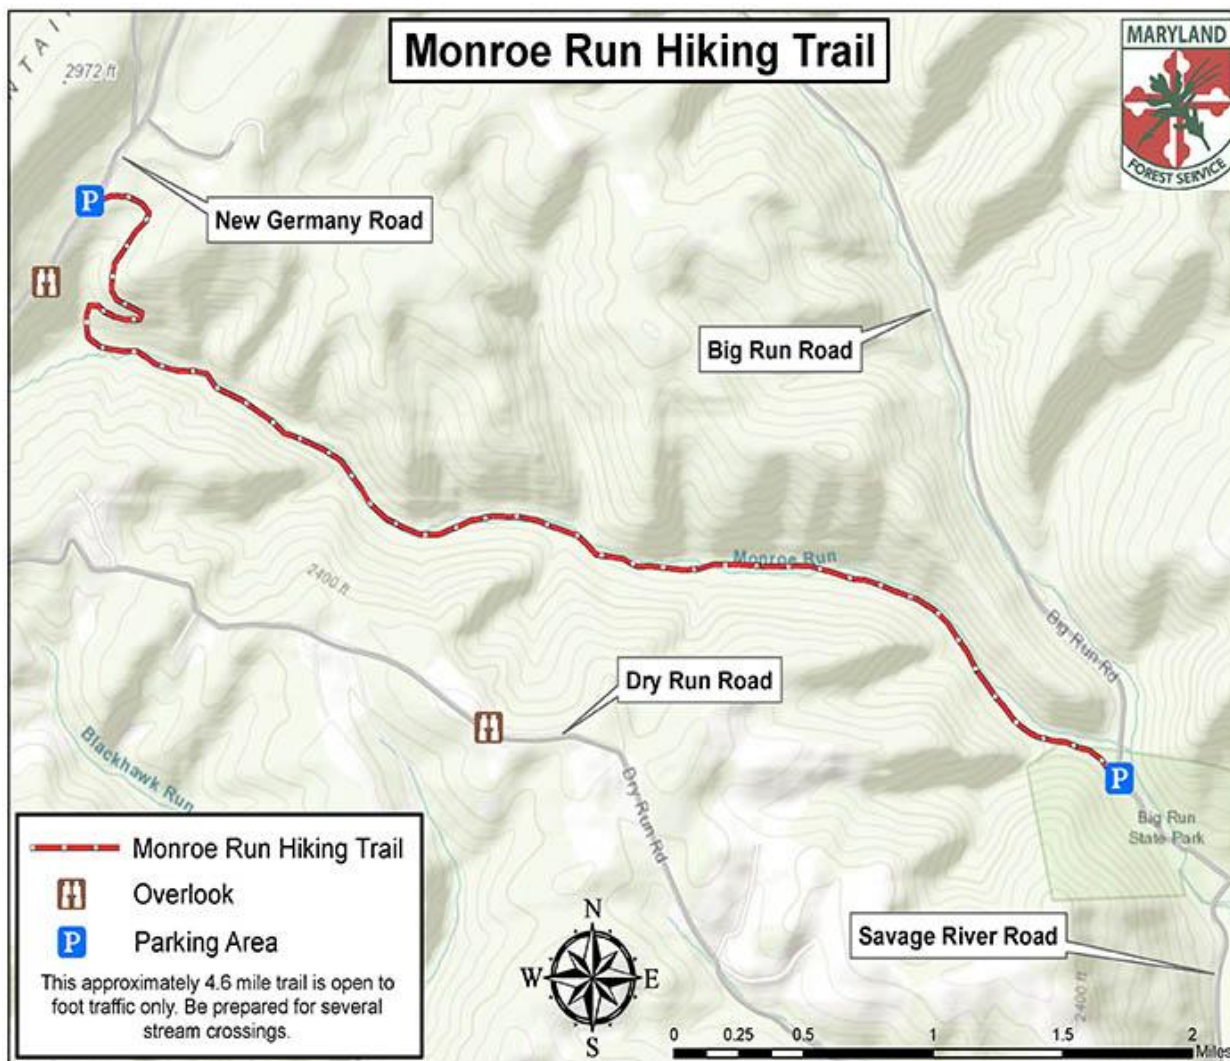 Monroe Run Hiking Trail
MARYLAND
FOREST SERVICE
NTAI
2972 ft
P
New Germany Road
Big Run Road
Monroe Run
2400 ft
Big Run Rd
Dry Run Road
Blackhawk Run
Dry Run Rd
P
Big Run
State Park
Savage River Road
2400 ft
Monroe Run Hiking Trail
Overlook
P
Parking Area
This approximately 4.6 mile trail is open to
foot traffic only. Be prepared for several
stream crossings.
N
W
E
S
0 0.25 0.5 1 1.5 2
Miles